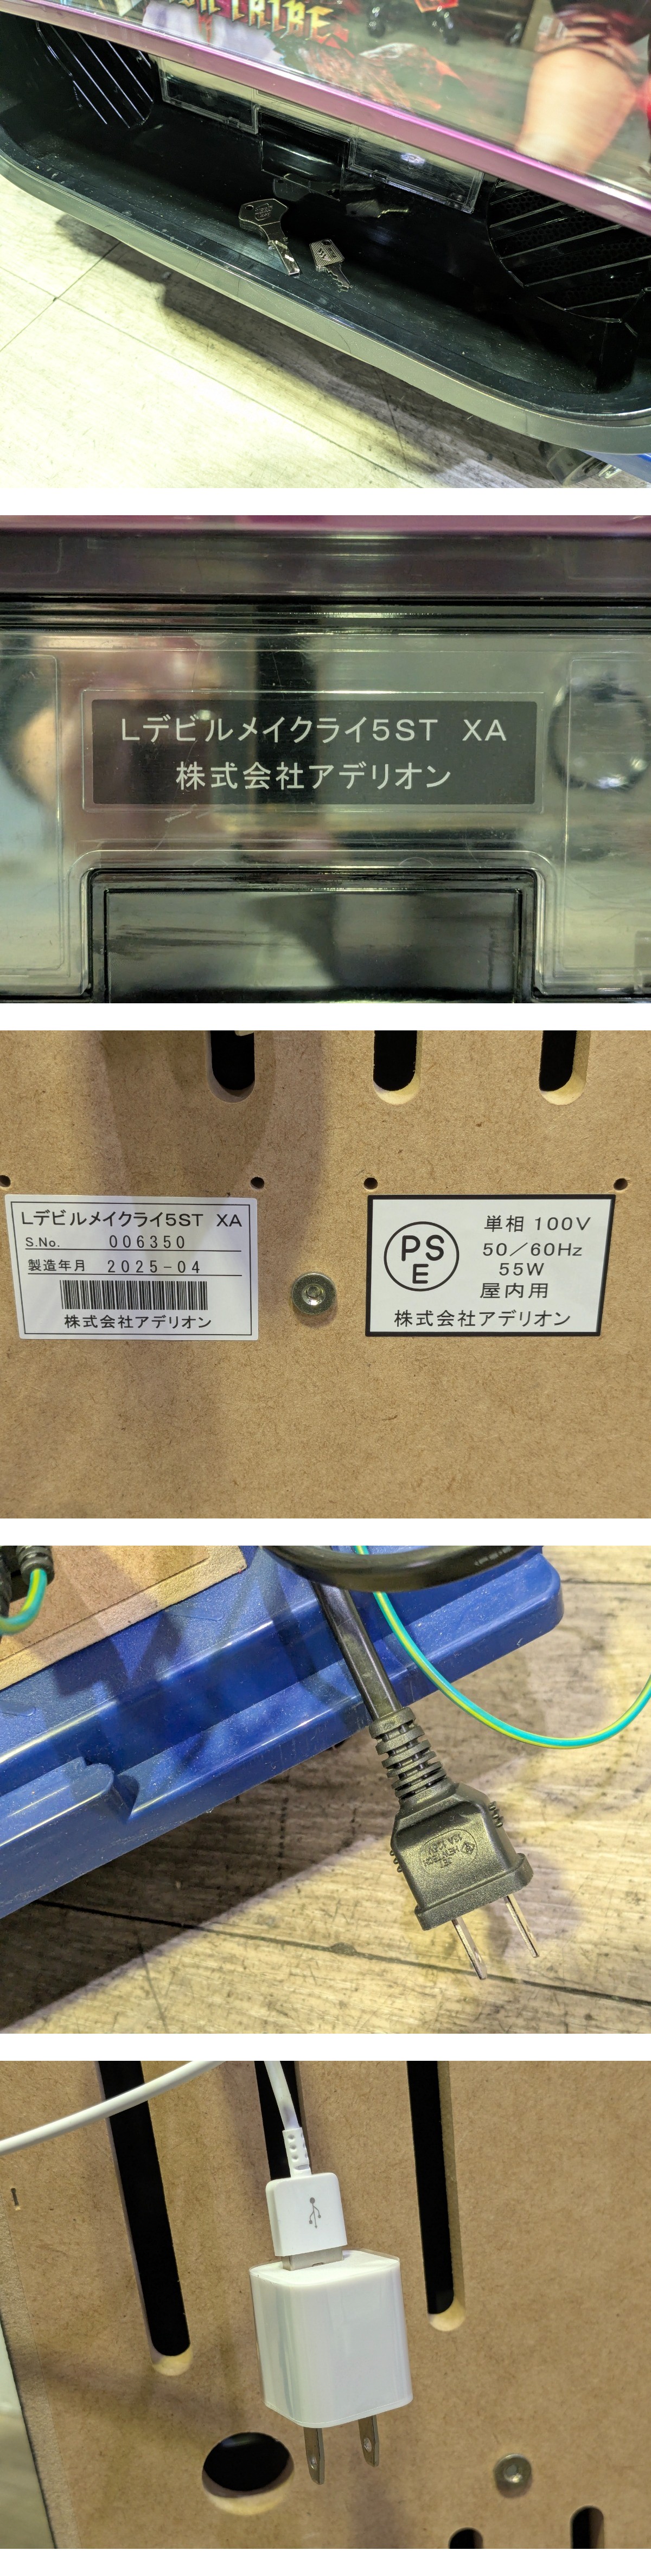 TRIBE
Lデビルメイクライ5ST XA
株式会社アデリオン
Lデビルメイクライ5ST XA
S.No. 006350
製造年月 2025-04
株式会社アデリオン
PS
E
単相 100V
50/60Hz
55W
屋内用
株式会社アデリオン